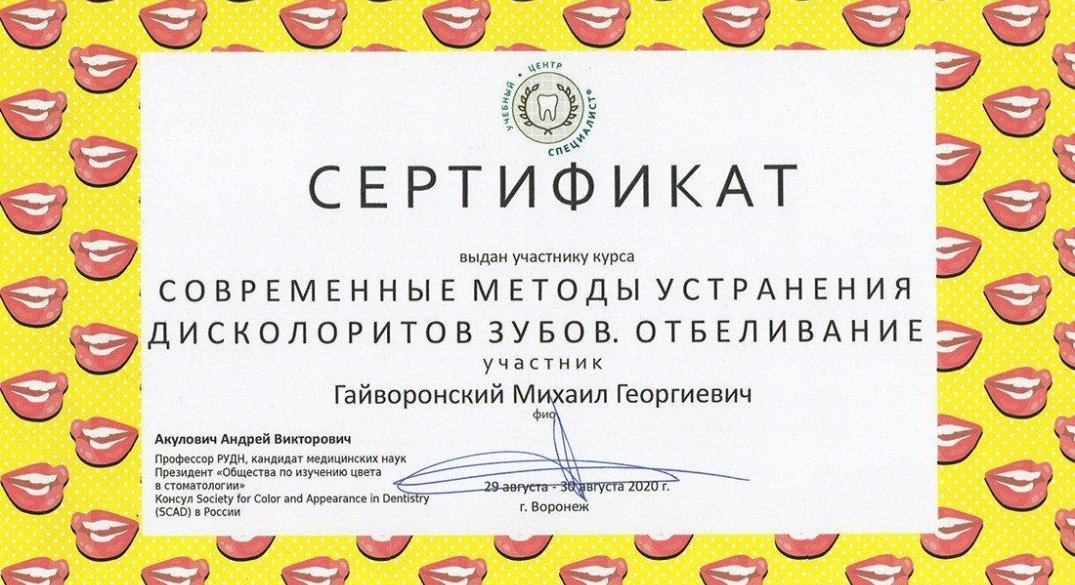 УЧЕБНЫЙ • ЦЕНТР
СПЕЦИАЛИСТ®
СЕРТИФИКАТ
выдан участнику курса
СОВРЕМЕННЫЕ МЕТОДЫ УСТРАНЕНИЯ
ДИСКОЛОРИТОВ ЗУБОВ. ОТБЕЛИВАНИЕ
участник
Гайворонский Михаил Георгиевич
фио
Акулович Андрей Викторович
Профессор РУДН, кандидат медицинских наук
Президент «Общества по изучению цвета
в стоматологии»
Консул Society for Color and Appearance in Dentistry
(SCAD) в России
29 августа - 30 августа 2020 г.
г. Воронеж